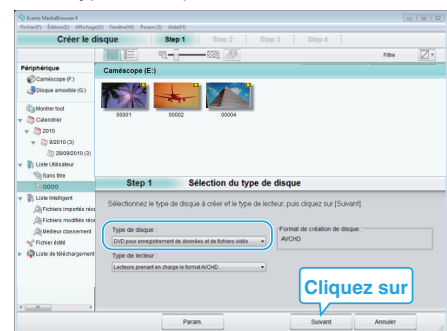 Everio MediaBrowser 4
Fichier(F) Édition(E) Affichage(V) Fenêtre(W) Param.(S) Aide(H)
Créer le disque Step 1 Step 2 Step 3 Step 4
Filtre
Périphérique
Caméscope (F:)
Disque amovible (G:)
Montrer tout
Calendrier
2010
9/2010 (3)
28/09/2010 (3)
Liste Utilisateur
Sans titre
0000
Liste Intelligent
Fichiers importés réce
Fichiers modifiés réce
Meilleur classement
Fichier édité
Liste de téléchargement
Caméscope (E:)
00001 00002 00004
Step 1 Sélection du type de disque
Sélectionnez le type de disque à créer et le type de lecteur, puis cliquez sur [Suivant].
Type de disque :
DVD pour enregistrement de données et de fichiers vidéo
Format de création de disque :
AVCHD
Type de lecteur :
Lecteurs prenant en charge le format AVCHD
Cliquez sur
Param. Suivant Annuler